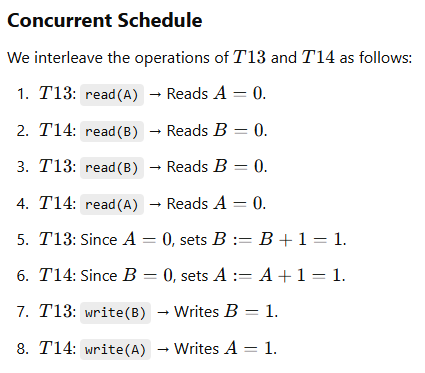 Concurrent Schedule
We interleave the operations of T13 and T14 as follows:
1. T13: read(A) → Reads A = 0.
2. T14: read(B) → Reads B = 0.
3. T13: read(B) → Reads B = 0.
4. T14: read(A) → Reads A = 0.
5. T13: Since A = 0, sets B := B + 1 = 1.
6. T14: Since B = 0, sets A := A + 1 = 1.
7. T13: write(B) → Writes B = 1.
8. T14: write(A) → Writes A = 1.